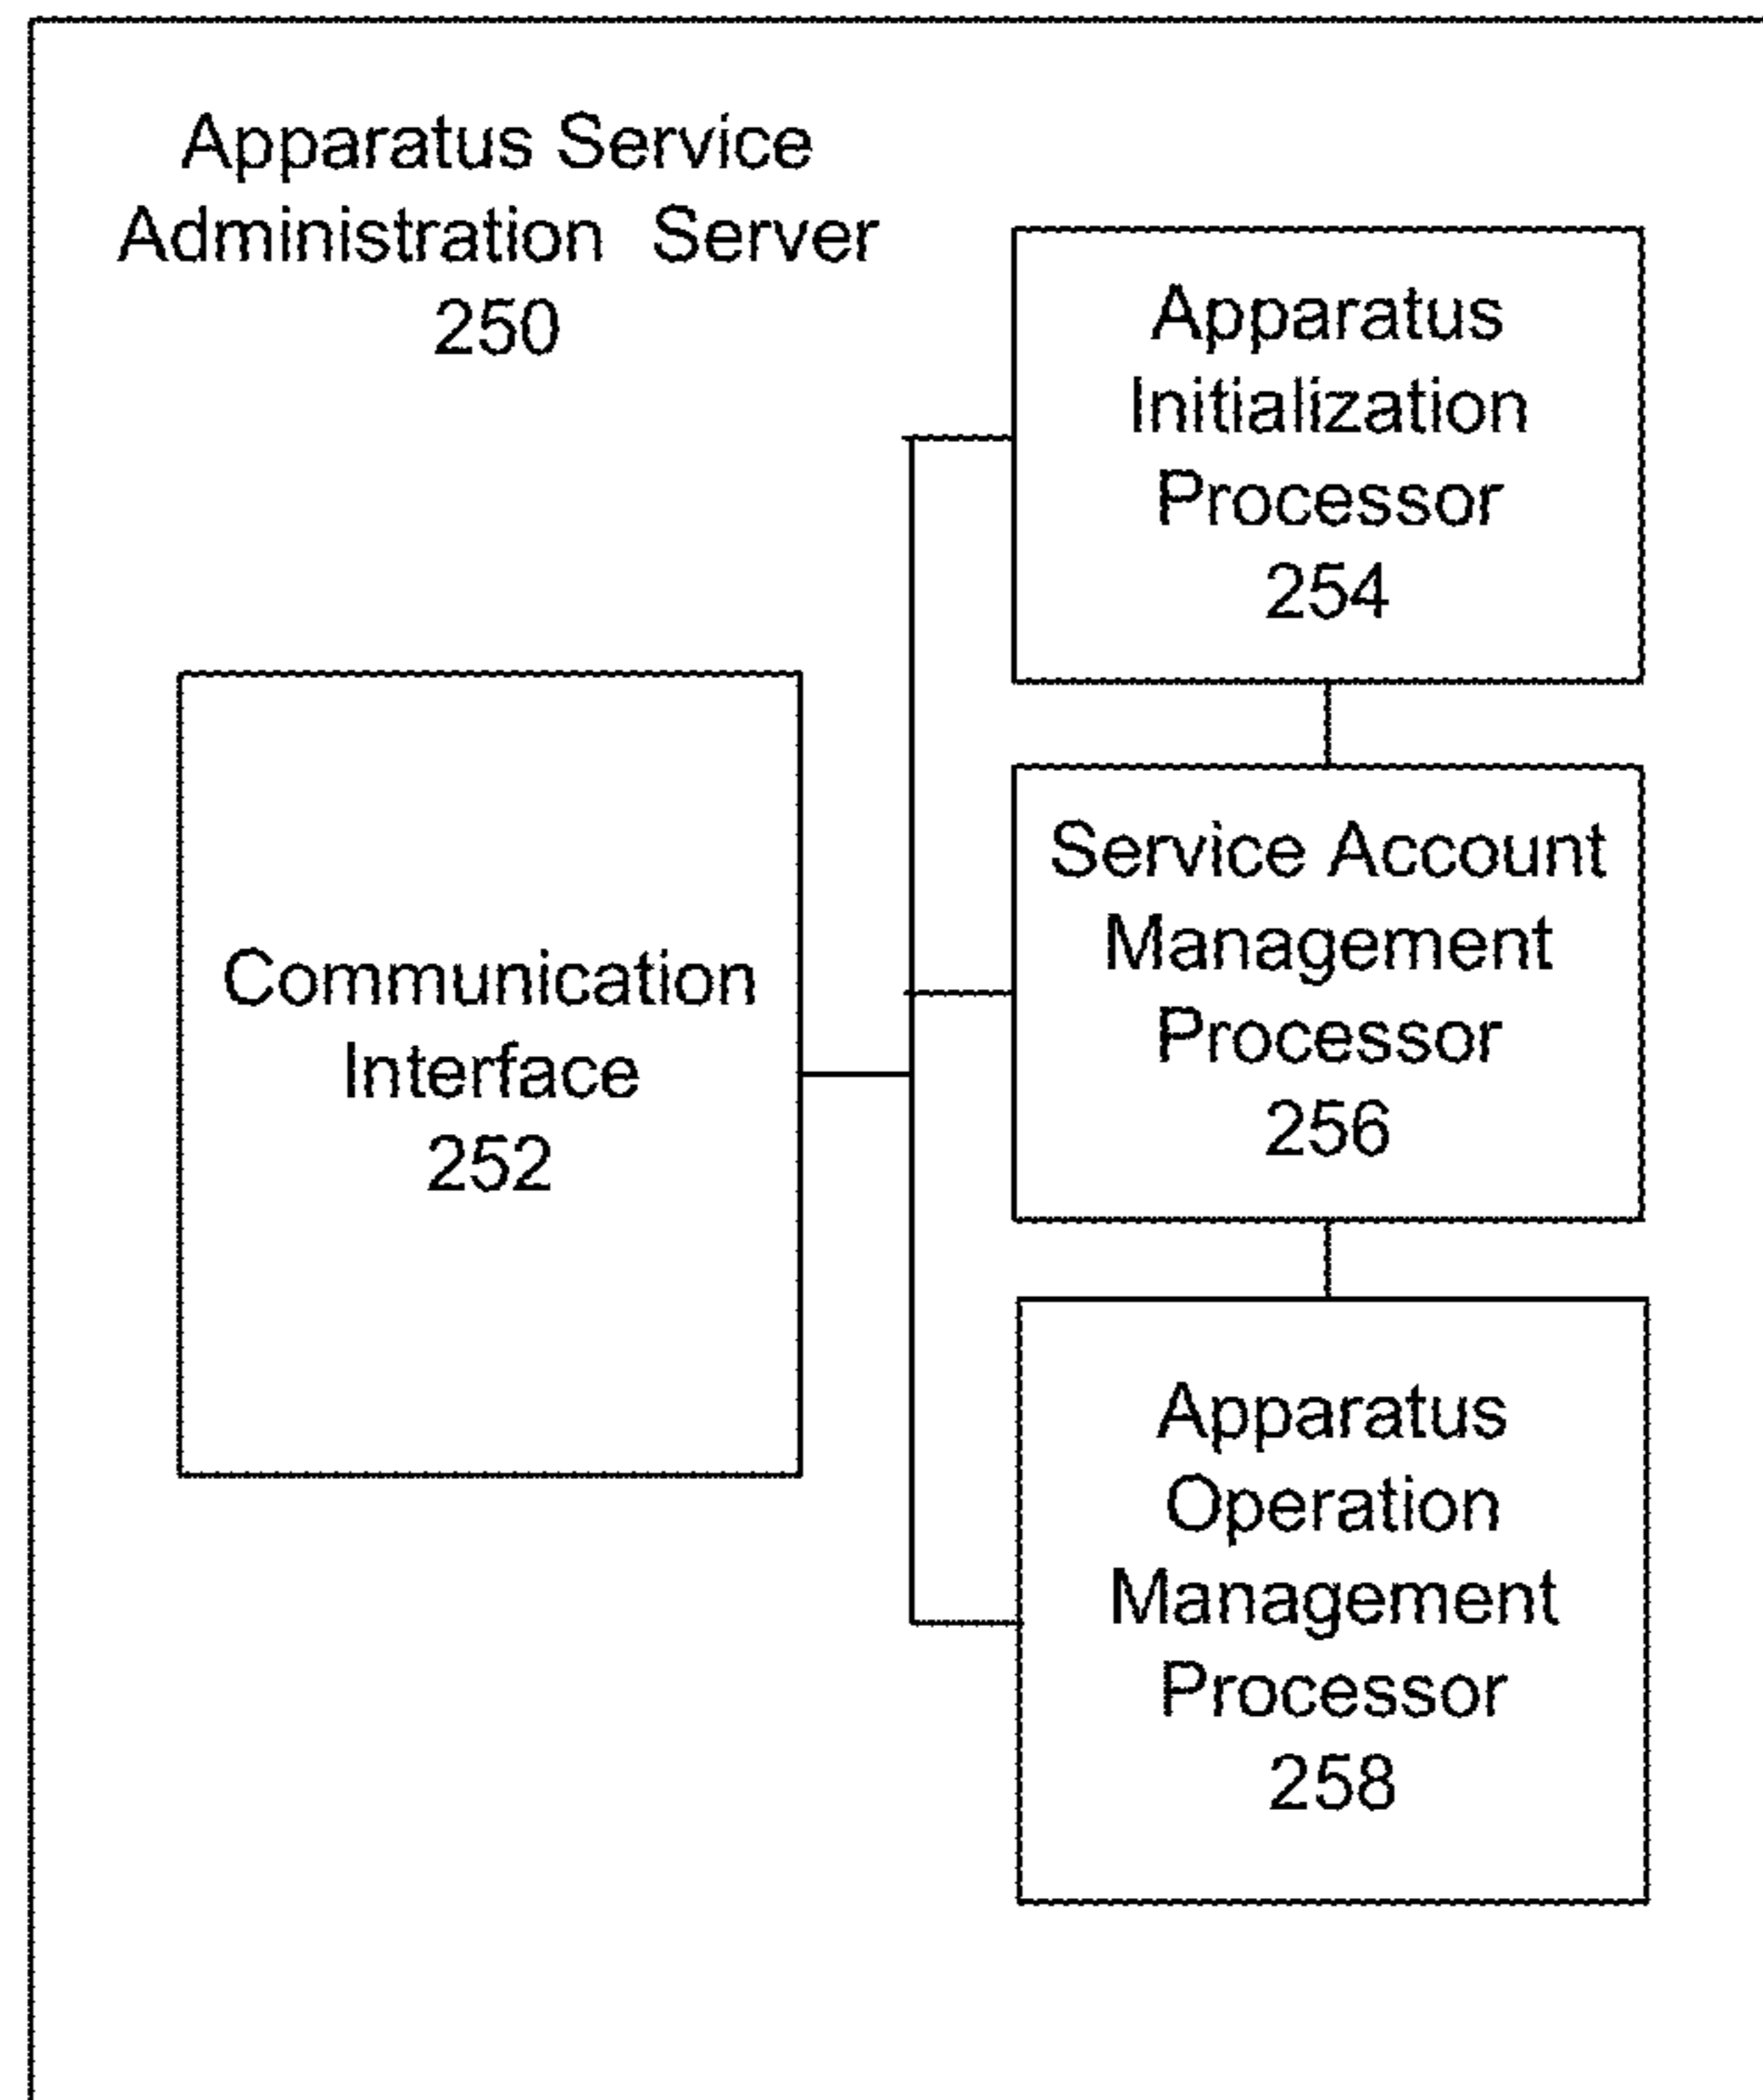 Apparatus Service
Administration Server
250
Apparatus
Initialization
Processor
254
Communication
Interface
252
Service Account
Management
Processor
256
Apparatus
Operation
Management
Processor
258